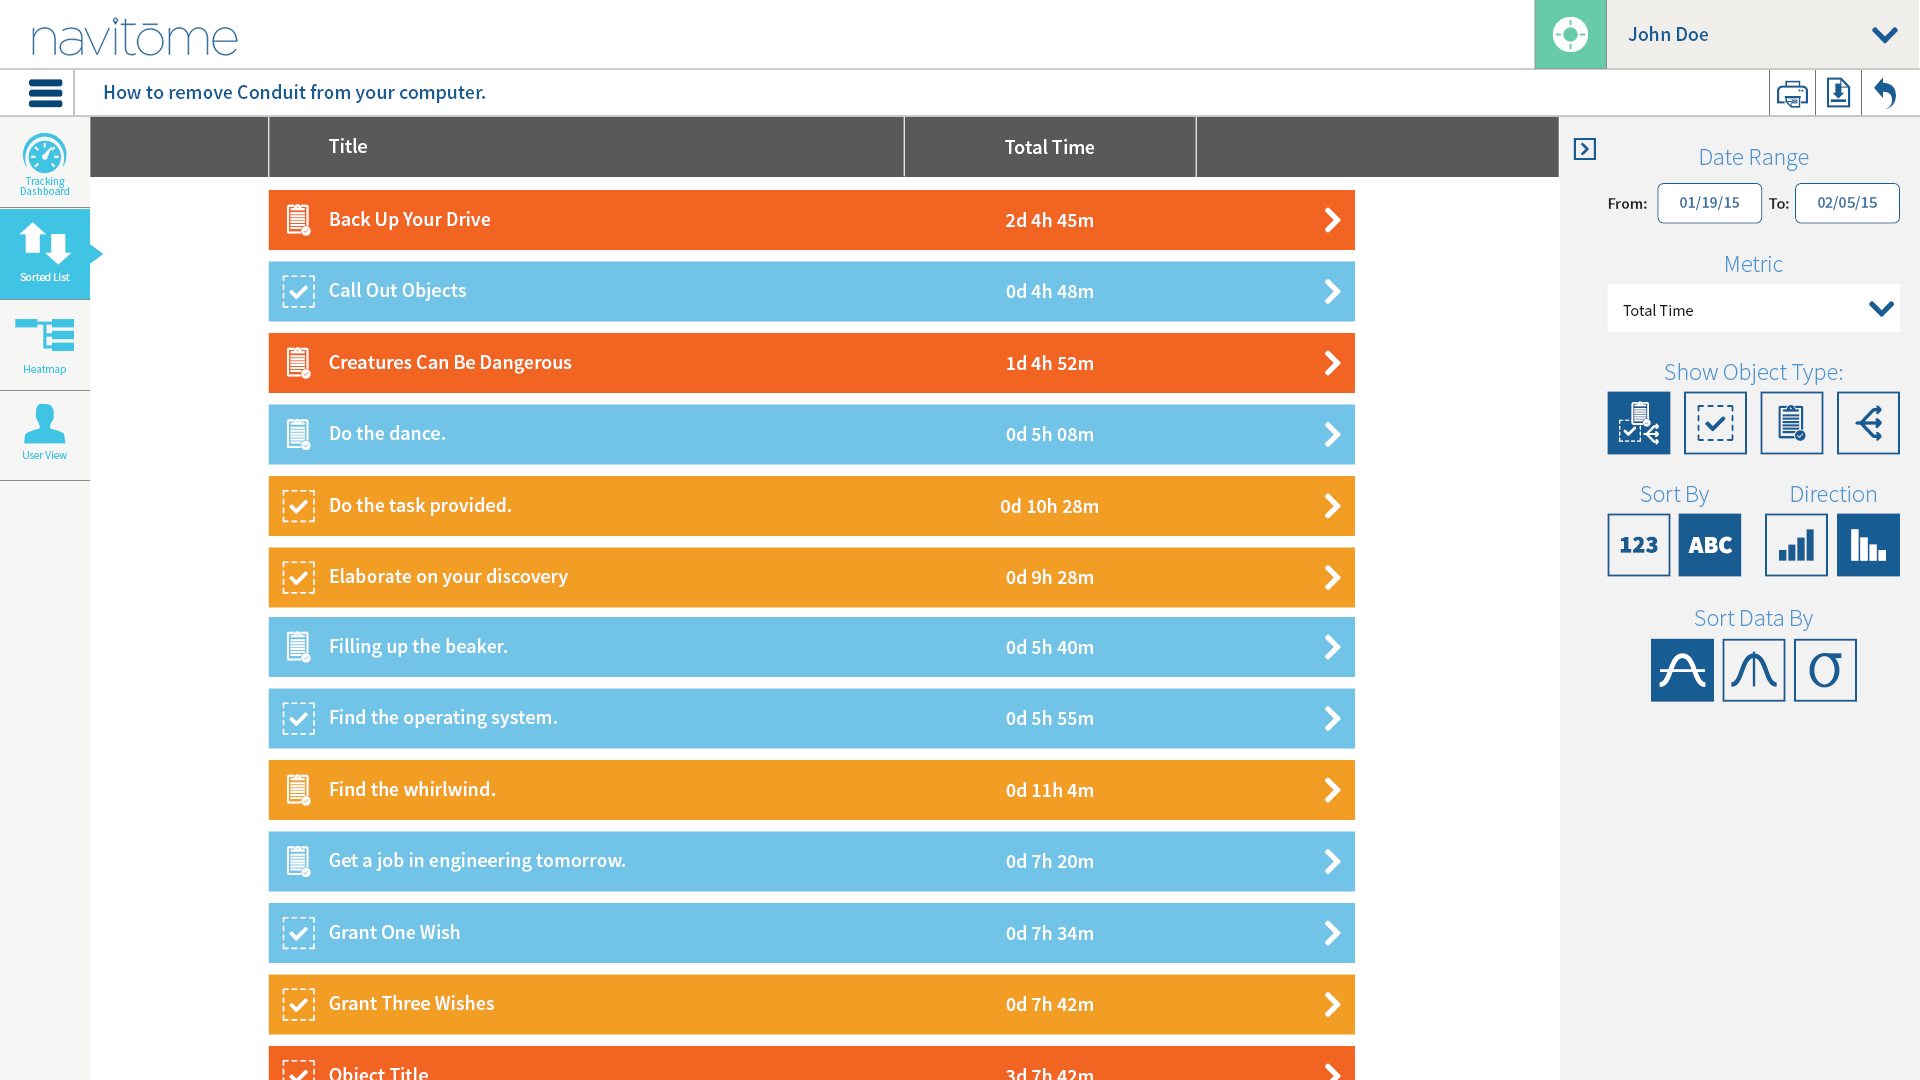 navitōme
John Doe
How to remove Conduit from your computer.
Tracking
Dashboard
Sorted List
Heatmap
User View
Title Total Time
Back Up Your Drive 2d 4h 45m
Call Out Objects 0d 4h 48m
Creatures Can Be Dangerous 1d 4h 52m
Do the dance. 0d 5h 08m
Do the task provided. 0d 10h 28m
Elaborate on your discovery 0d 9h 28m
Filling up the beaker. 0d 5h 40m
Find the operating system. 0d 5h 55m
Find the whirlwind. 0d 11h 4m
Get a job in engineering tomorrow. 0d 7h 20m
Grant One Wish 0d 7h 34m
Grant Three Wishes 0d 7h 42m
Object Title 3d 7h 42m
Date Range
From: 01/19/15 To: 02/05/15
Metric
Total Time
Show Object Type:
Sort By Direction
123 ABC
Sort Data By
σ